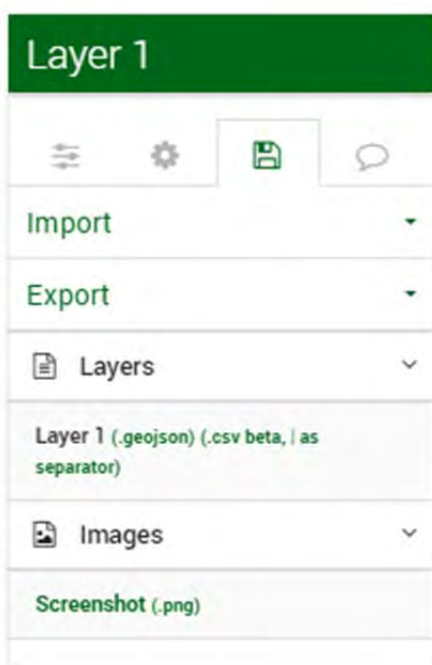 Layer 1
Import
Export
Layers
Layer 1 (.geojson) (.csv beta, | as
separator)
Images
Screenshot (.png)